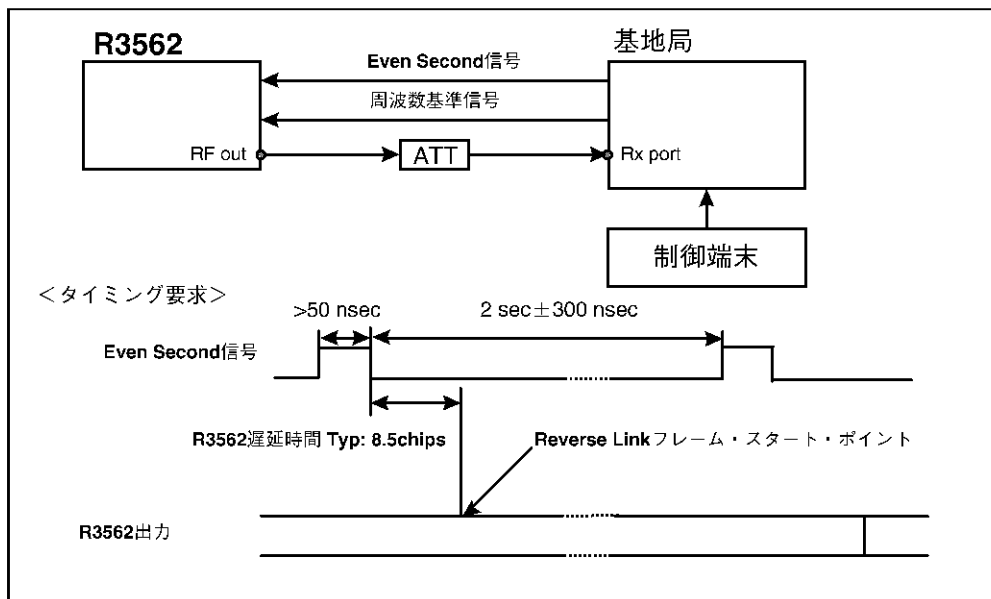 R3562
基地局
Even Second信号
周波数基準信号
RF out
ATT
Rx port
制御端末
＜タイミング要求＞
>50 nsec
2 sec±300 nsec
Even Second信号
R3562遅延時間 Typ: 8.5chips
Reverse Linkフレーム・スタート・ポイント
R3562出力